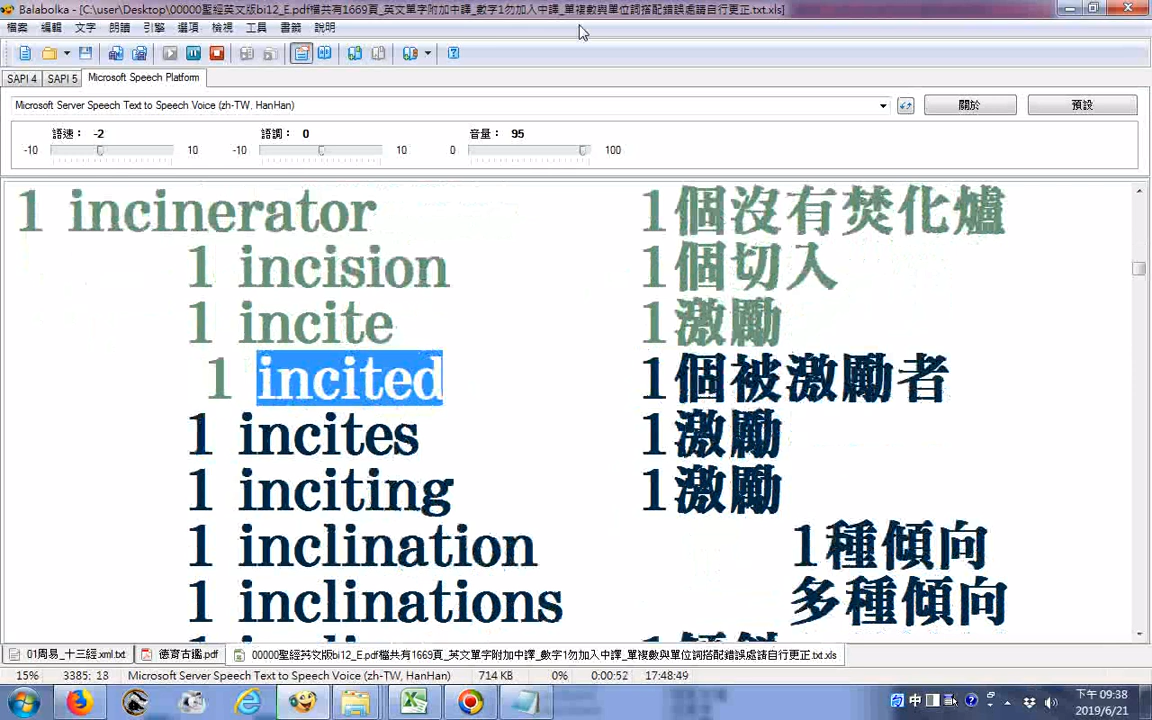 Balabolka - [C:\user\Desktop\00000聖經英文版bi12_E.pdf檔共有1669頁_英文單字附加中譯_數字1勿加入中譯_單複數與單位詞搭配錯誤處請自行更正.txt.xls]
檔案 編輯 文字 朗讀 引擎 選項 檢視 工具 書籤 說明
SAPI 4 SAPI 5 Microsoft Speech Platform
Microsoft Server Speech Text to Speech Voice (zh-TW, HanHan) 關於 預設
語速： -2 語調： 0 音量： 95
-10 10 -10 10 0 100
1 incinerator 1個沒有焚化爐
1 incision 1個切入
1 incite 1激勵
1 incited 1個被激勵者
1 incites 1激勵
1 inciting 1激勵
1 inclination 1種傾向
1 inclinations 多種傾向
01周易_十三經.xml.txt 德育古鑑.pdf 00000聖經英文版bi12_E.pdf檔共有1669頁_英文單字附加中譯_數字1勿加入中譯_單複數與單位詞搭配錯誤處請自行更正.txt.xls
15% 3385: 18 Microsoft Server Speech Text to Speech Voice (zh-TW, HanHan) 714 KB 0% 0:00:52 17:48:49
中 下午 09:38
2019/6/21